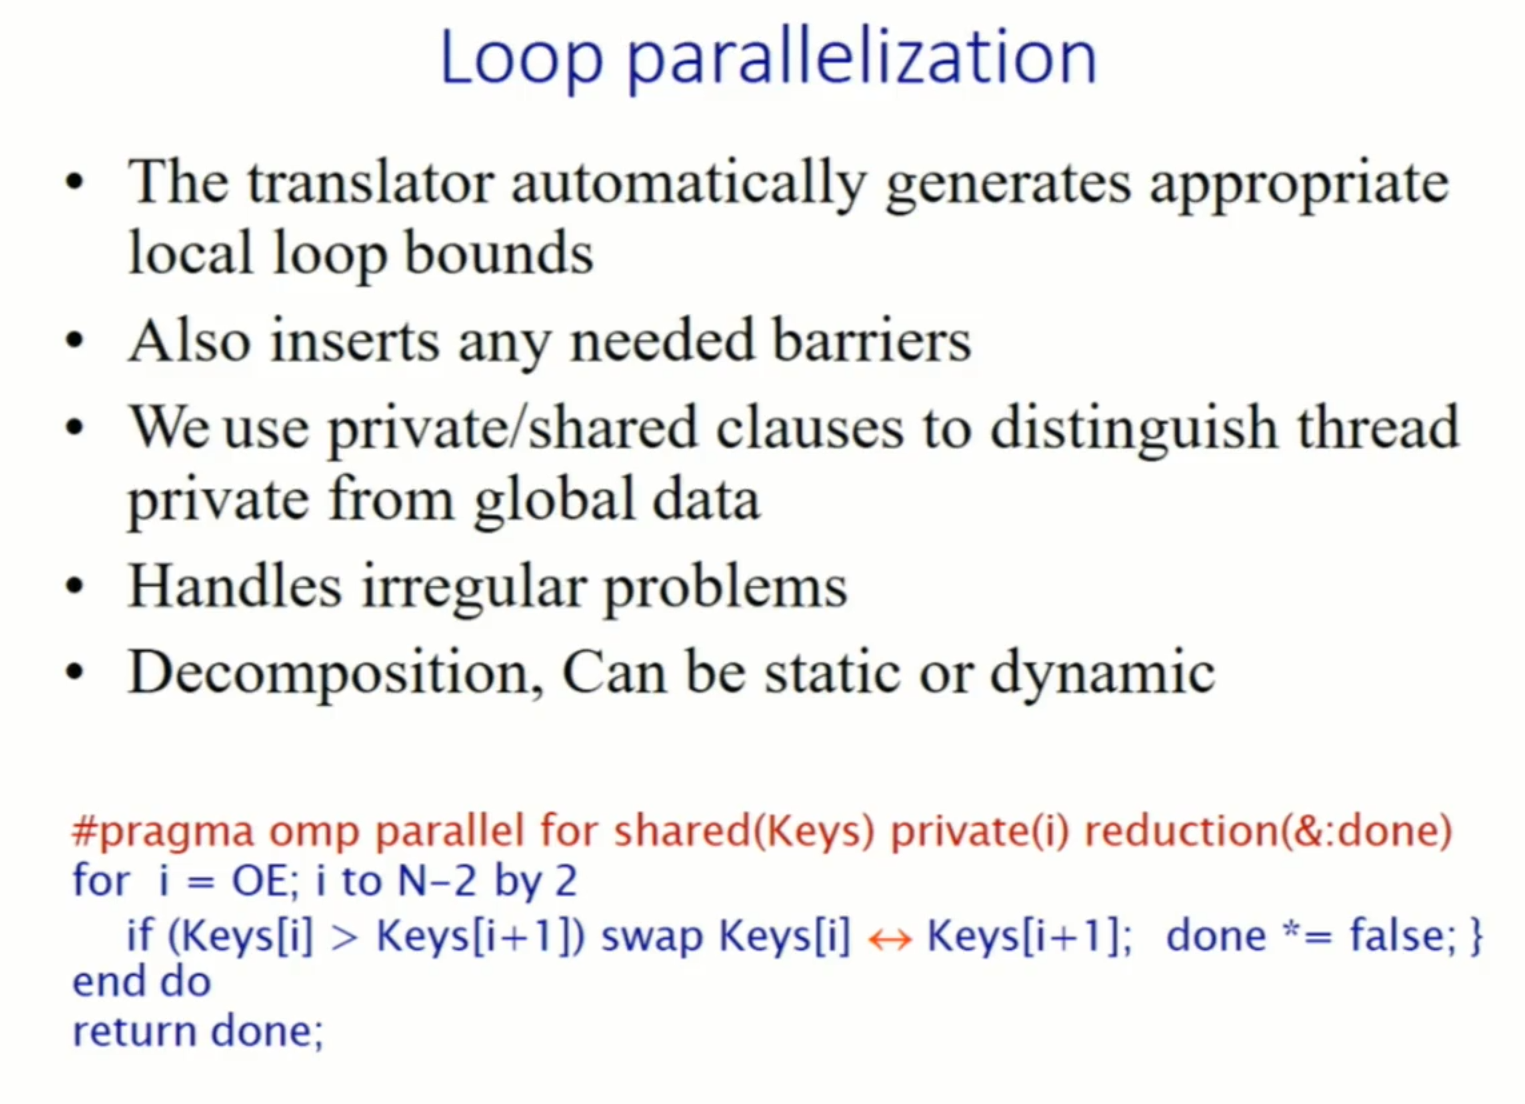 Loop parallelization
• The translator automatically generates appropriate
local loop bounds
• Also inserts any needed barriers
• We use private/shared clauses to distinguish thread
private from global data
• Handles irregular problems
• Decomposition, Can be static or dynamic
#pragma omp parallel for shared(Keys) private(i) reduction(&:done)
for i = OE; i to N-2 by 2
if (Keys[i] > Keys[i+1]) swap Keys[i] ↔ Keys[i+1]; done *= false; }
end do
return done;